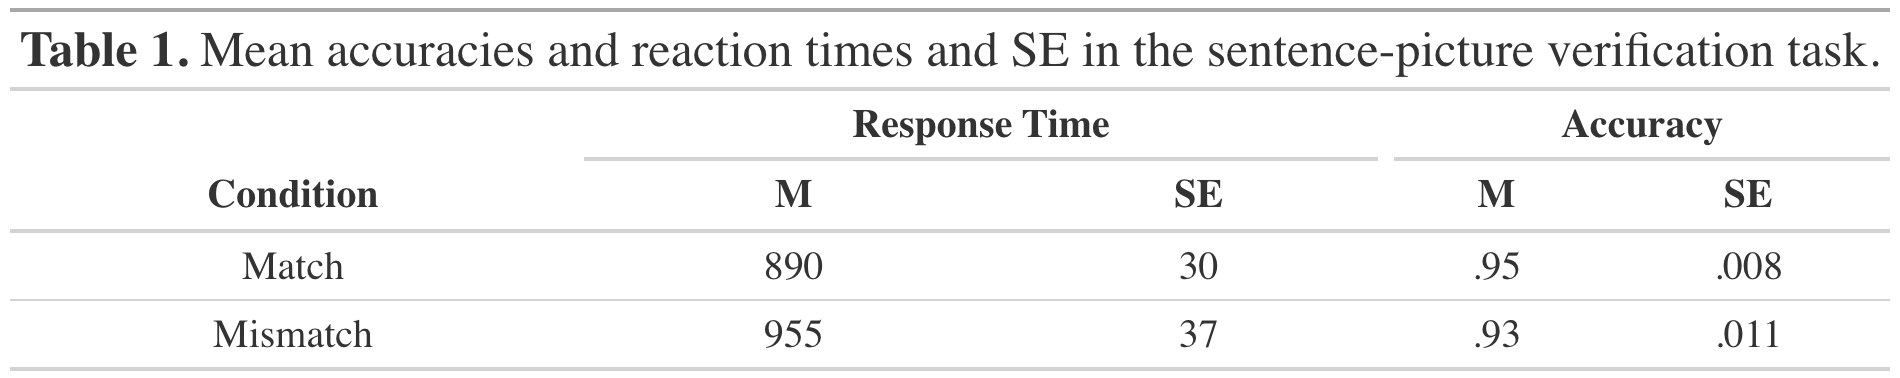 Table 1. Mean accuracies and reaction times and SE in the sentence-picture verification task.
Response Time Accuracy
Condition M SE M SE
Match 890 30 .95 .008
Mismatch 955 37 .93 .011